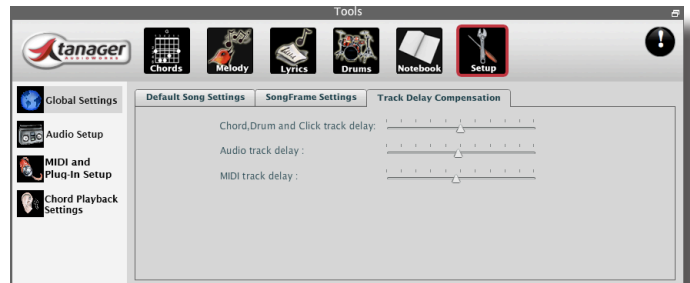 Tools
tanager
AUDIOWORKS
Chords
Melody
Lyrics
Drums
Notebook
Setup
!
Global Settings
Audio Setup
MIDI and
Plug-In Setup
Chord Playback
Settings
Default Song Settings
SongFrame Settings
Track Delay Compensation
Chord,Drum and Click track delay:
Audio track delay :
MIDI track delay :